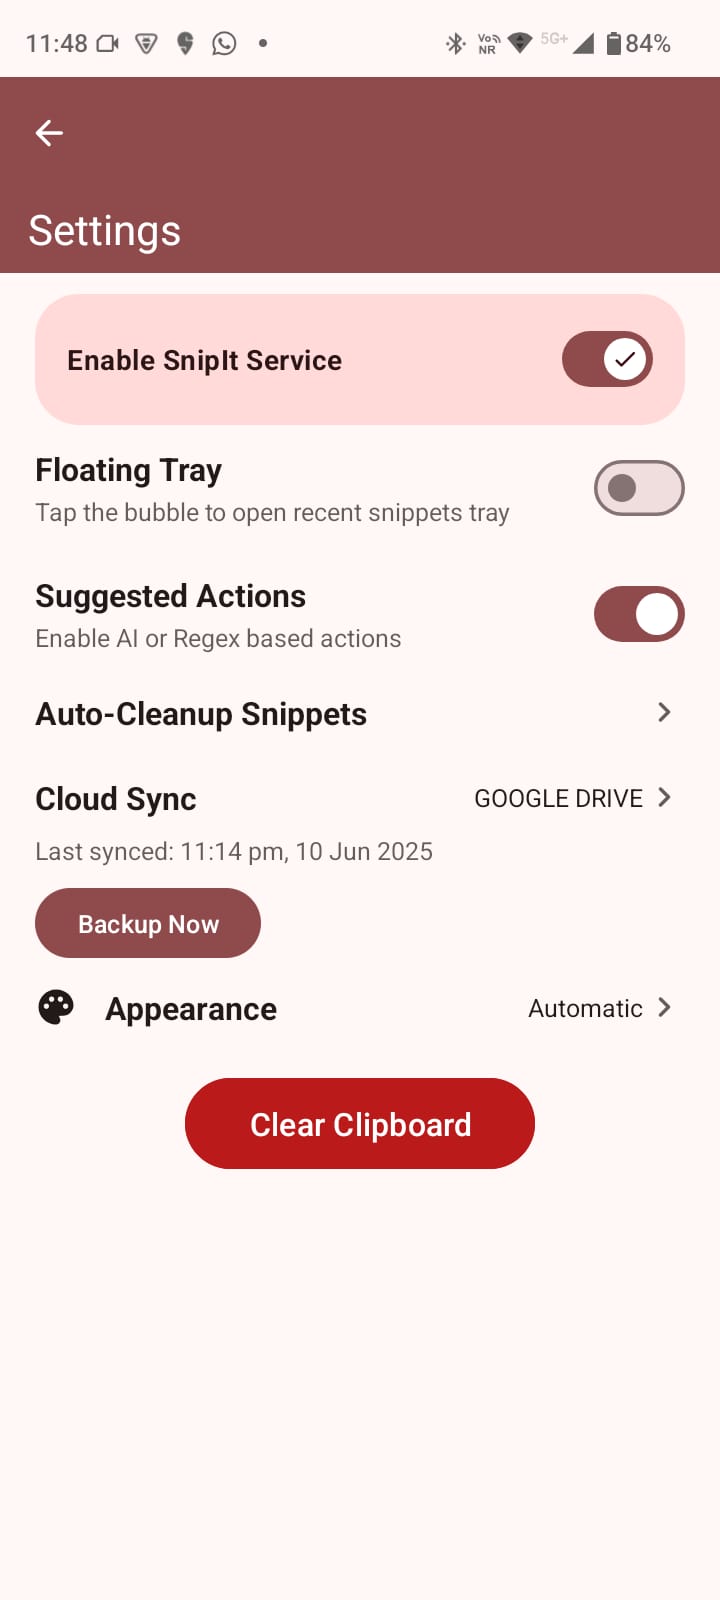 11:48 Vo NR 5G+ 84%
Settings
Enable SnipIt Service
Floating Tray
Tap the bubble to open recent snippets tray
Suggested Actions
Enable AI or Regex based actions
Auto-Cleanup Snippets
Cloud Sync GOOGLE DRIVE
Last synced: 11:14 pm, 10 Jun 2025
Backup Now
Appearance Automatic
Clear Clipboard